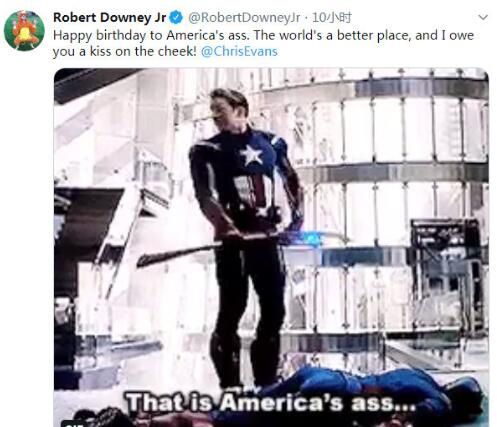 Robert Downey Jr @RobertDowneyJr · 10小时
Happy birthday to America's ass. The world's a better place, and I owe
you a kiss on the cheek! @ChrisEvans
That is America's ass...
GIF